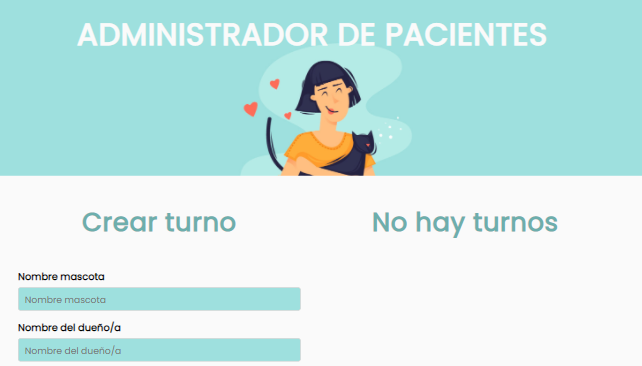 ADMINISTRADOR DE PACIENTES
Crear turno
No hay turnos
Nombre mascota
Nombre mascota
Nombre del dueño/a
Nombre del dueño/a